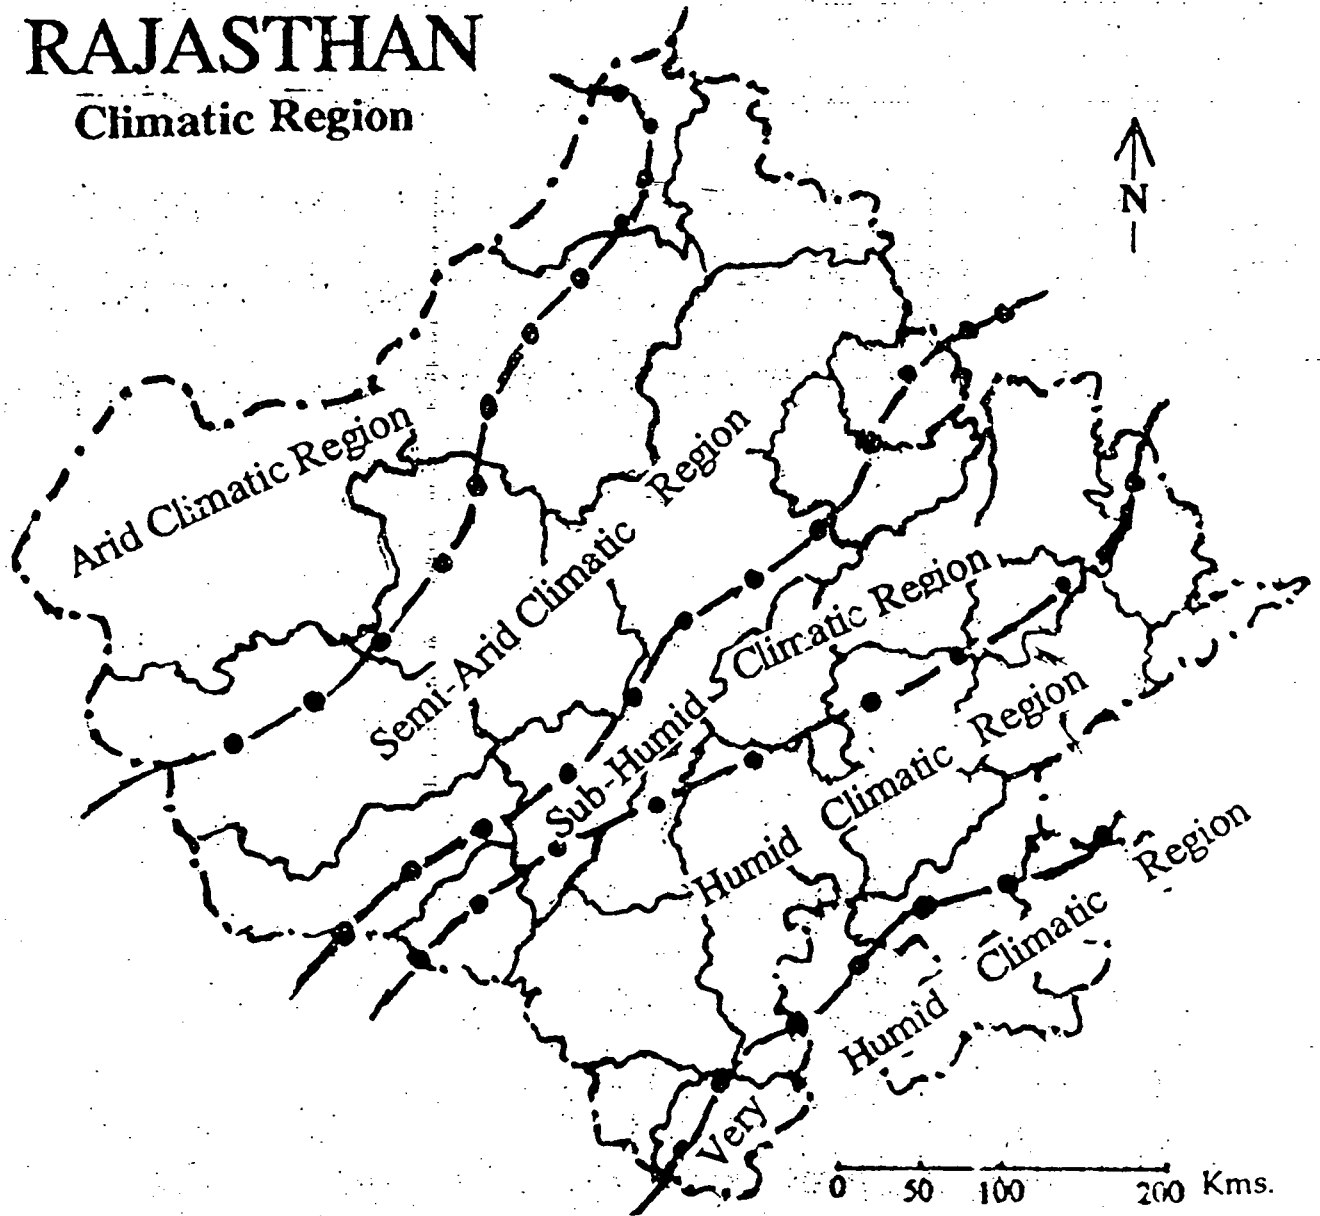 RAJASTHAN
Climatic Region
N
Arid Climatic Region
Semi-Arid Climatic Region
Sub-Humid Climatic Region
Humid Climatic Region
Very Humid Climatic Region
0 50 100 200 Kms.